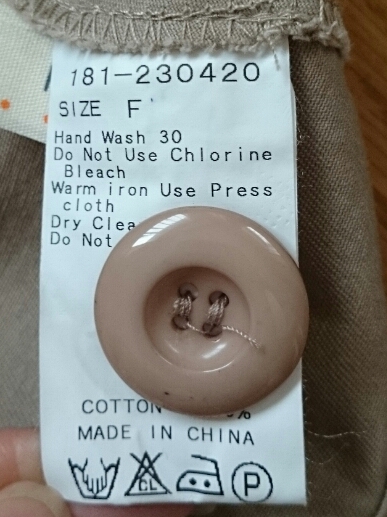 181-230420
SIZE F
Hand Wash 30
Do Not Use Chlorine
Bleach
Warm iron Use Press
cloth
Dry
Do Not
COTTON %
MADE IN CHINA
CL P